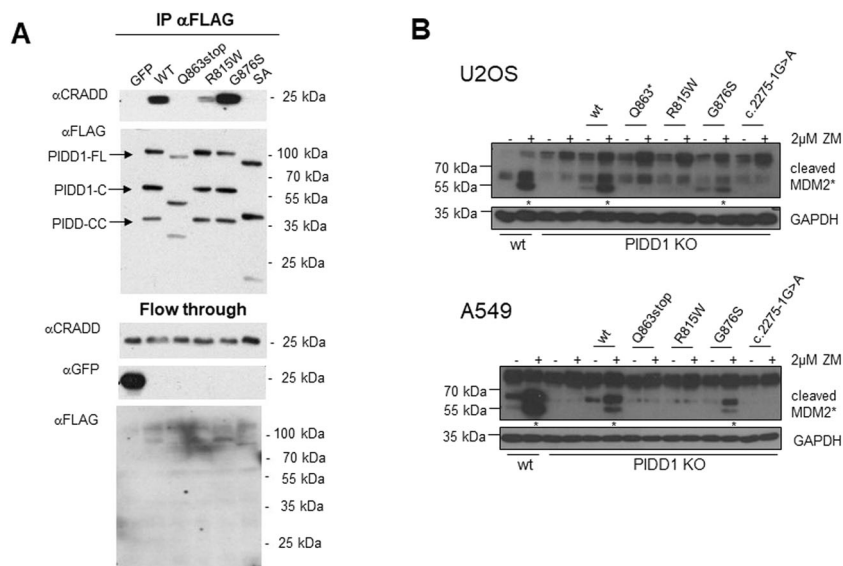 A
IP αFLAG
GFP
WT
Q863stop
R815W
G876S
SA
αCRADD
- 25 kDa
αFLAG
PIDD1-FL
- 100 kDa
- 70 kDa
PIDD1-C
- 55 kDa
PIDD-CC
- 35 kDa
- 25 kDa
Flow through
αCRADD
- 25 kDa
αGFP
- 25 kDa
αFLAG
- 100 kDa
- 70 kDa
- 55 kDa
- 35 kDa
- 25 kDa
B
U2OS
wt
Q863*
R815W
G876S
c.2275-1G>A
- + - + - + - + - + - + - + 2µM ZM
70 kDa
55 kDa
cleaved
MDM2*
* * *
35 kDa
GAPDH
wt
PIDD1 KO
A549
wt
Q863stop
R815W
G876S
c.2275-1G>A
- + - + - + - + - + - + - + 2µM ZM
70 kDa
55 kDa
cleaved
MDM2*
* * *
35 kDa
GAPDH
wt
PIDD1 KO